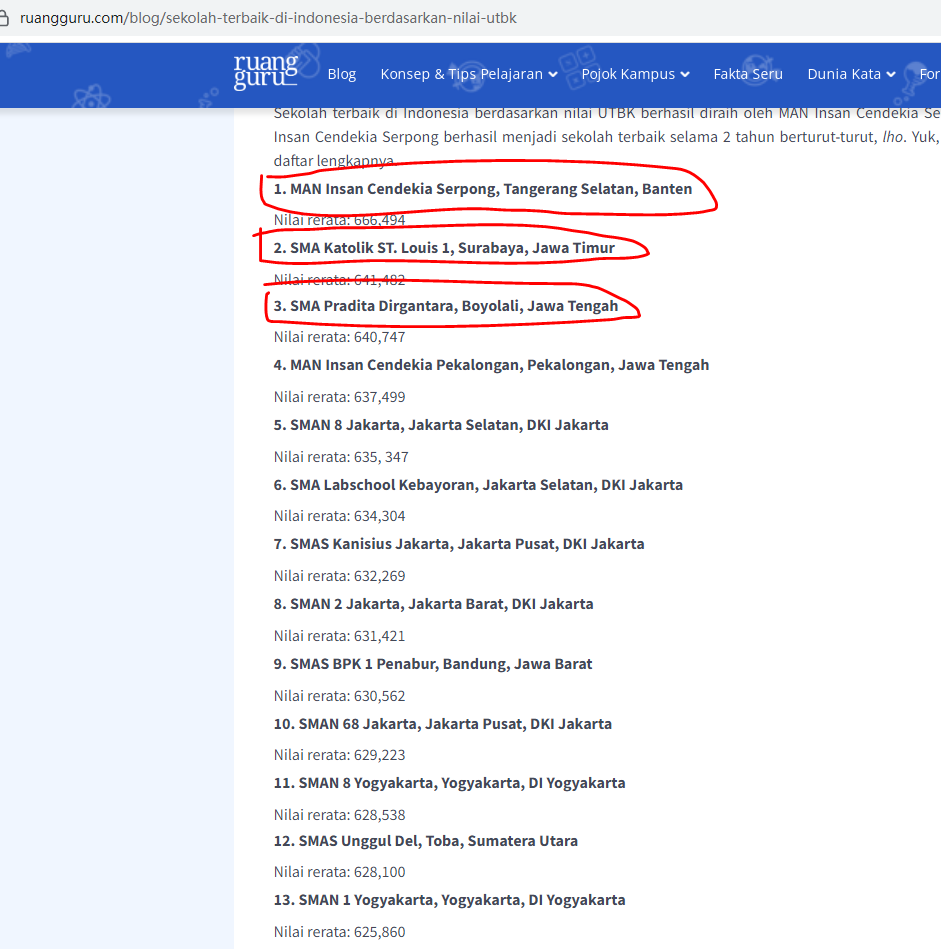 ruangguru.com/blog/sekolah-terbaik-di-indonesia-berdasarkan-nilai-utbk
ruang
guru
Blog Konsep & Tips Pelajaran Pojok Kampus Fakta Seru Dunia Kata For
Sekolah terbaik di Indonesia berdasarkan nilai UTBK berhasil diraih oleh MAN Insan Cendekia Se
Insan Cendekia Serpong berhasil menjadi sekolah terbaik selama 2 tahun berturut-turut, lho. Yuk,
daftar lengkapnya.
1. MAN Insan Cendekia Serpong, Tangerang Selatan, Banten
Nilai rerata: 666,494
2. SMA Katolik ST. Louis 1, Surabaya, Jawa Timur
Nilai rerata: 641,482
3. SMA Pradita Dirgantara, Boyolali, Jawa Tengah
Nilai rerata: 640,747
4. MAN Insan Cendekia Pekalongan, Pekalongan, Jawa Tengah
Nilai rerata: 637,499
5. SMAN 8 Jakarta, Jakarta Selatan, DKI Jakarta
Nilai rerata: 635, 347
6. SMA Labschool Kebayoran, Jakarta Selatan, DKI Jakarta
Nilai rerata: 634,304
7. SMAS Kanisius Jakarta, Jakarta Pusat, DKI Jakarta
Nilai rerata: 632,269
8. SMAN 2 Jakarta, Jakarta Barat, DKI Jakarta
Nilai rerata: 631,421
9. SMAS BPK 1 Penabur, Bandung, Jawa Barat
Nilai rerata: 630,562
10. SMAN 68 Jakarta, Jakarta Pusat, DKI Jakarta
Nilai rerata: 629,223
11. SMAN 8 Yogyakarta, Yogyakarta, DI Yogyakarta
Nilai rerata: 628,538
12. SMAS Unggul Del, Toba, Sumatera Utara
Nilai rerata: 628,100
13. SMAN 1 Yogyakarta, Yogyakarta, DI Yogyakarta
Nilai rerata: 625,860